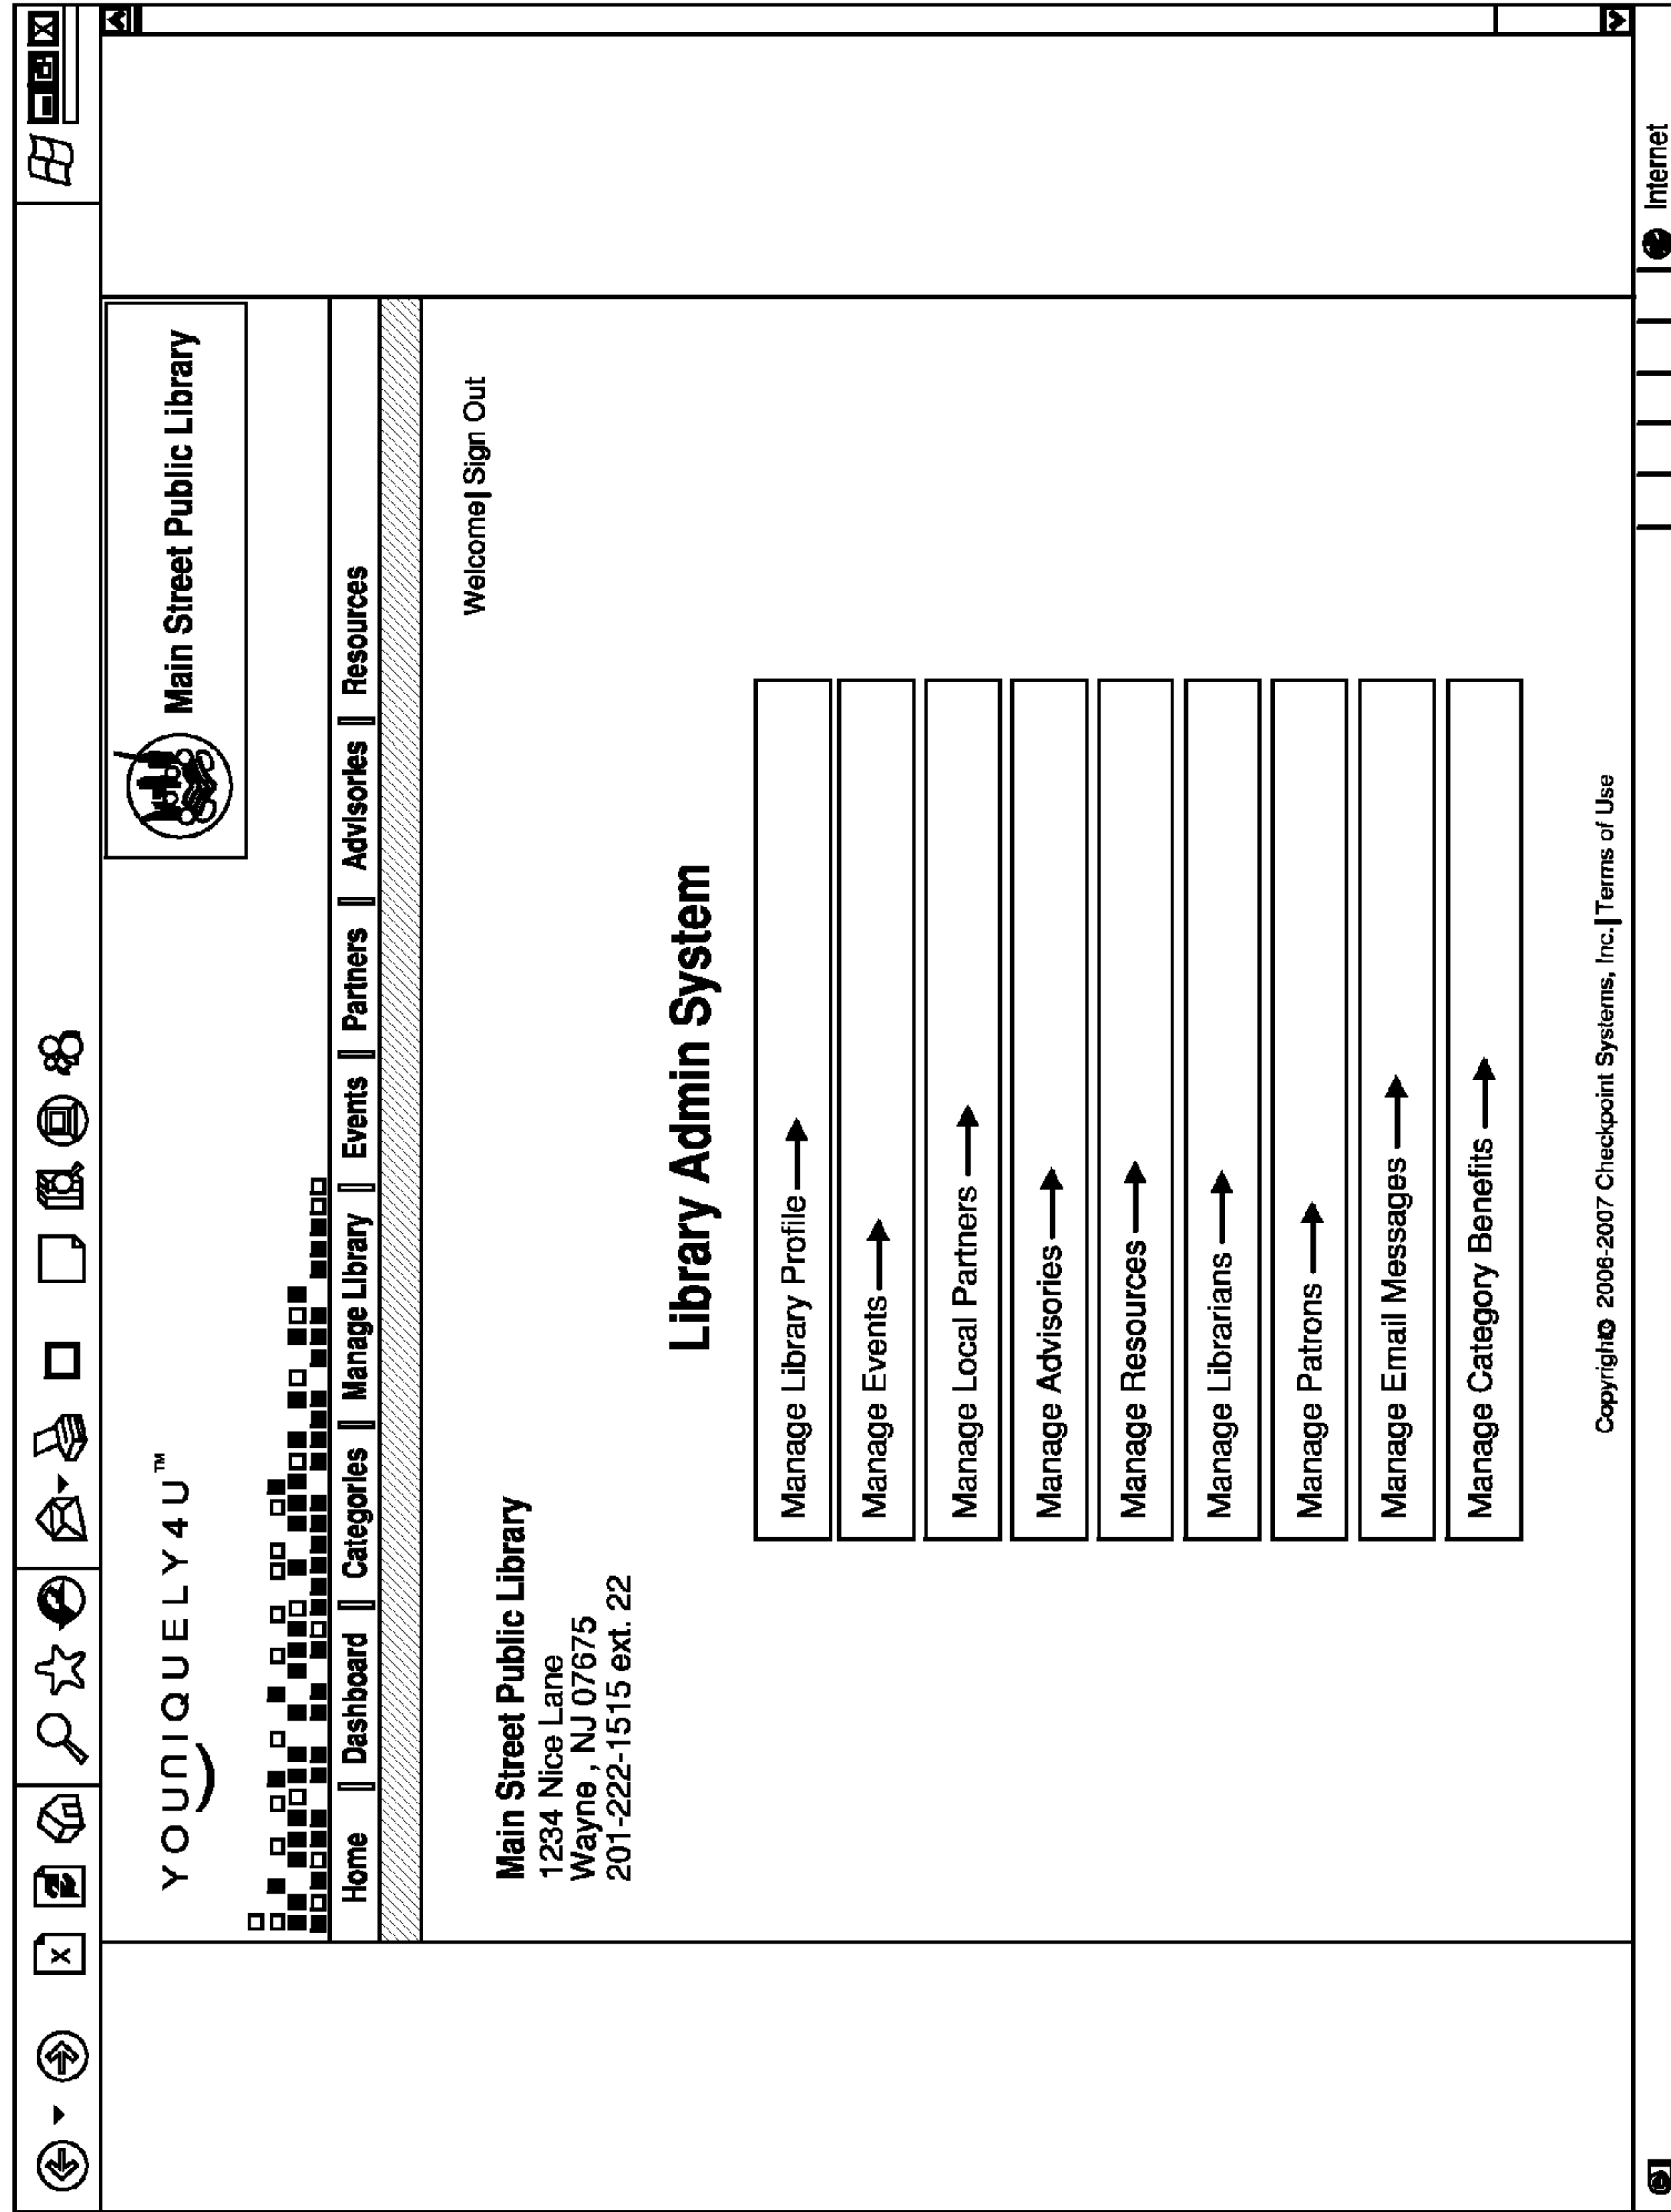 YOUNIQUELY4U™
Main Street Public Library
Home | Dashboard | Categories | Manage Library | Events | Partners | Advisories | Resources
Welcome| Sign Out
Main Street Public Library
1234 Nice Lane
Wayne , NJ 07675
201-222-1515 ext. 22
Library Admin System
Manage Library Profile
Manage Events
Manage Local Partners
Manage Advisories
Manage Resources
Manage Librarians
Manage Patrons
Manage Email Messages
Manage Category Benefits
Copyright© 2006-2007 Checkpoint Systems, Inc.|Terms of Use
Internet